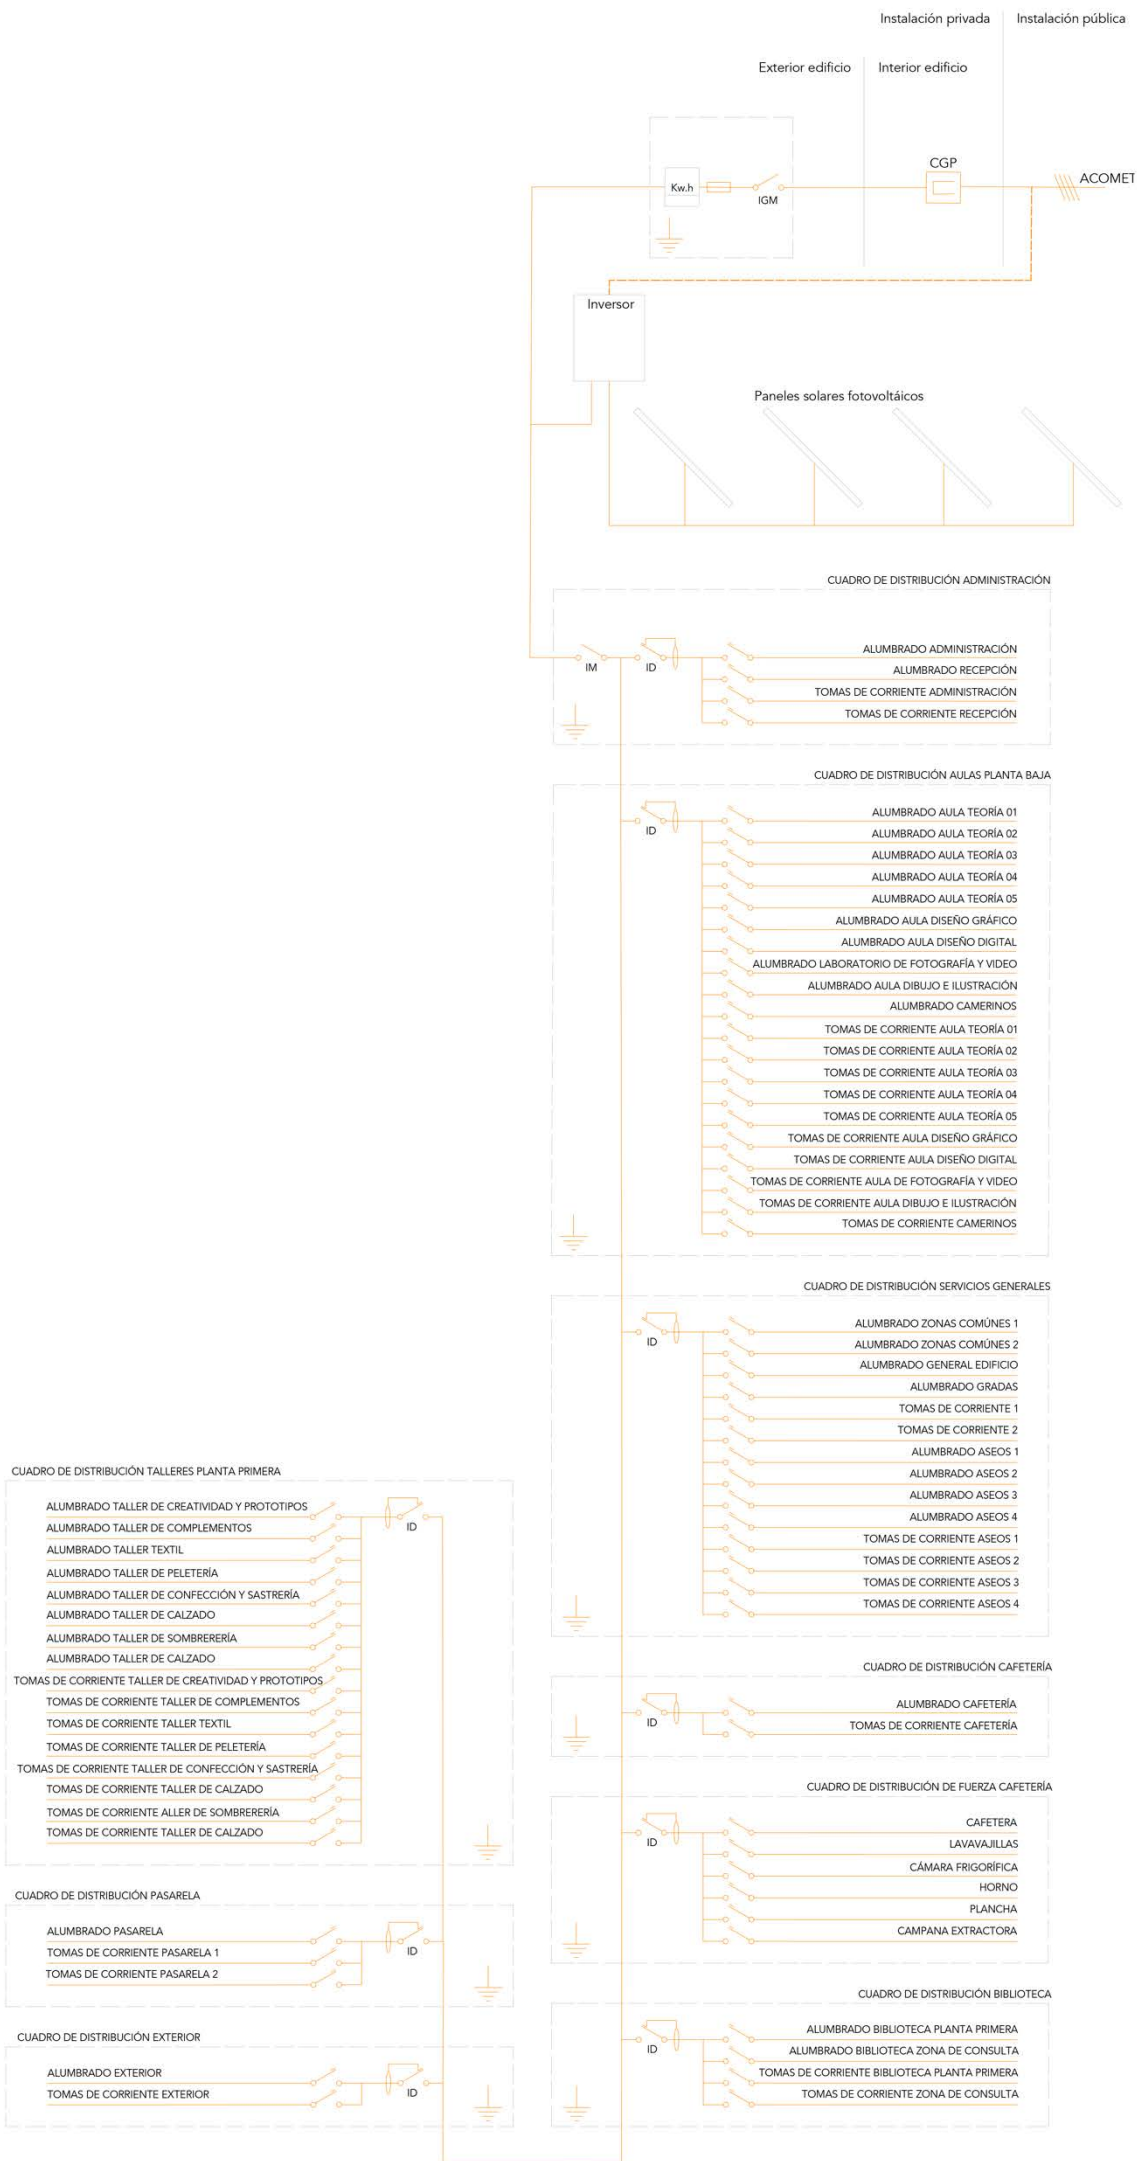 Instalación privada
Instalación pública
Exterior edificio
Interior edificio
CGP
ACOMET
Kw.h
IGM
Inversor
Paneles solares fotovoltáicos
CUADRO DE DISTRIBUCIÓN ADMINISTRACIÓN
IM
ID
ALUMBRADO ADMINISTRACIÓN
ALUMBRADO RECEPCIÓN
TOMAS DE CORRIENTE ADMINISTRACIÓN
TOMAS DE CORRIENTE RECEPCIÓN
CUADRO DE DISTRIBUCIÓN AULAS PLANTA BAJA
ID
ALUMBRADO AULA TEORÍA 01
ALUMBRADO AULA TEORÍA 02
ALUMBRADO AULA TEORÍA 03
ALUMBRADO AULA TEORÍA 04
ALUMBRADO AULA TEORÍA 05
ALUMBRADO AULA DISEÑO GRÁFICO
ALUMBRADO AULA DISEÑO DIGITAL
ALUMBRADO LABORATORIO DE FOTOGRAFÍA Y VIDEO
ALUMBRADO AULA DIBUJO E ILUSTRACIÓN
ALUMBRADO CAMERINOS
TOMAS DE CORRIENTE AULA TEORÍA 01
TOMAS DE CORRIENTE AULA TEORÍA 02
TOMAS DE CORRIENTE AULA TEORÍA 03
TOMAS DE CORRIENTE AULA TEORÍA 04
TOMAS DE CORRIENTE AULA TEORÍA 05
TOMAS DE CORRIENTE AULA DISEÑO GRÁFICO
TOMAS DE CORRIENTE AULA DISEÑO DIGITAL
TOMAS DE CORRIENTE AULA DE FOTOGRAFÍA Y VIDEO
TOMAS DE CORRIENTE AULA DIBUJO E ILUSTRACIÓN
TOMAS DE CORRIENTE CAMERINOS
CUADRO DE DISTRIBUCIÓN SERVICIOS GENERALES
ID
ALUMBRADO ZONAS COMÚNES 1
ALUMBRADO ZONAS COMÚNES 2
ALUMBRADO GENERAL EDIFICIO
ALUMBRADO GRADAS
TOMAS DE CORRIENTE 1
TOMAS DE CORRIENTE 2
ALUMBRADO ASEOS 1
ALUMBRADO ASEOS 2
ALUMBRADO ASEOS 3
ALUMBRADO ASEOS 4
TOMAS DE CORRIENTE ASEOS 1
TOMAS DE CORRIENTE ASEOS 2
TOMAS DE CORRIENTE ASEOS 3
TOMAS DE CORRIENTE ASEOS 4
CUADRO DE DISTRIBUCIÓN CAFETERÍA
ID
ALUMBRADO CAFETERÍA
TOMAS DE CORRIENTE CAFETERÍA
CUADRO DE DISTRIBUCIÓN DE FUERZA CAFETERÍA
ID
CAFETERA
LAVAVAJILLAS
CÁMARA FRIGORÍFICA
HORNO
PLANCHA
CAMPANA EXTRACTORA
CUADRO DE DISTRIBUCIÓN BIBLIOTECA
ID
ALUMBRADO BIBLIOTECA PLANTA PRIMERA
ALUMBRADO BIBLIOTECA ZONA DE CONSULTA
TOMAS DE CORRIENTE BIBLIOTECA PLANTA PRIMERA
TOMAS DE CORRIENTE ZONA DE CONSULTA
CUADRO DE DISTRIBUCIÓN TALLERES PLANTA PRIMERA
ALUMBRADO TALLER DE CREATIVIDAD Y PROTOTIPOS
ID
ALUMBRADO TALLER DE COMPLEMENTOS
ALUMBRADO TALLER TEXTIL
ALUMBRADO TALLER DE PELETERÍA
ALUMBRADO TALLER DE CONFECCIÓN Y SASTRERÍA
ALUMBRADO TALLER DE CALZADO
ALUMBRADO TALLER DE SOMBRERERÍA
ALUMBRADO TALLER DE CALZADO
TOMAS DE CORRIENTE TALLER DE CREATIVIDAD Y PROTOTIPOS
TOMAS DE CORRIENTE TALLER DE COMPLEMENTOS
TOMAS DE CORRIENTE TALLER TEXTIL
TOMAS DE CORRIENTE TALLER DE PELETERÍA
TOMAS DE CORRIENTE TALLER DE CONFECCIÓN Y SASTRERÍA
TOMAS DE CORRIENTE TALLER DE CALZADO
TOMAS DE CORRIENTE ALLER DE SOMBRERERÍA
TOMAS DE CORRIENTE TALLER DE CALZADO
CUADRO DE DISTRIBUCIÓN PASARELA
ALUMBRADO PASARELA
ID
TOMAS DE CORRIENTE PASARELA 1
TOMAS DE CORRIENTE PASARELA 2
CUADRO DE DISTRIBUCIÓN EXTERIOR
ALUMBRADO EXTERIOR
ID
TOMAS DE CORRIENTE EXTERIOR